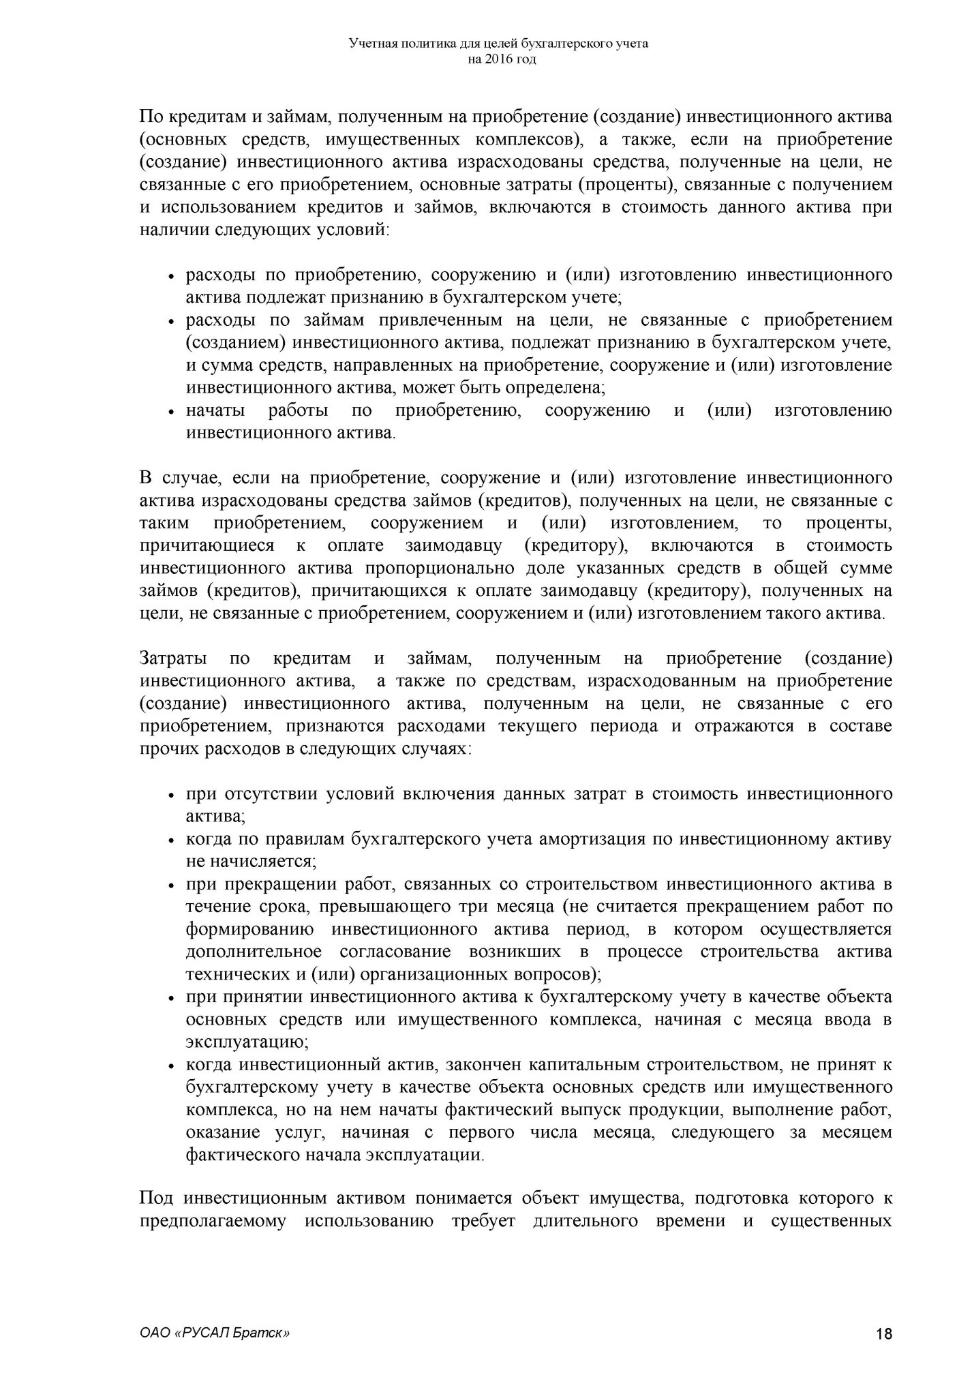 Учетная политика для целей бухгалтерского учета
на 2016 год
По кредитам и займам, полученным на приобретение (создание) инвестиционного актива
(основных средств, имущественных комплексов), а также, если на приобретение
(создание) инвестиционного актива израсходованы средства, полученные на цели, не
связанные с его приобретением, основные затраты (проценты), связанные с получением
и использованием кредитов и займов, включаются в стоимость данного актива при
наличии следующих условий:
• расходы по приобретению, сооружению и (или) изготовлению инвестиционного
актива подлежат признанию в бухгалтерском учете;
• расходы по займам привлеченным на цели, не связанные с приобретением
(созданием) инвестиционного актива, подлежат признанию в бухгалтерском учете,
и сумма средств, направленных на приобретение, сооружение и (или) изготовление
инвестиционного актива, может быть определена;
• начаты работы по приобретению, сооружению и (или) изготовлению
инвестиционного актива.
В случае, если на приобретение, сооружение и (или) изготовление инвестиционного
актива израсходованы средства займов (кредитов), полученных на цели, не связанные с
таким приобретением, сооружением и (или) изготовлением, то проценты,
причитающиеся к оплате заимодавцу (кредитору), включаются в стоимость
инвестиционного актива пропорционально доле указанных средств в общей сумме
займов (кредитов), причитающихся к оплате заимодавцу (кредитору), полученных на
цели, не связанные с приобретением, сооружением и (или) изготовлением такого актива.
Затраты по кредитам и займам, полученным на приобретение (создание)
инвестиционного актива, а также по средствам, израсходованным на приобретение
(создание) инвестиционного актива, полученным на цели, не связанные с его
приобретением, признаются расходами текущего периода и отражаются в составе
прочих расходов в следующих случаях:
• при отсутствии условий включения данных затрат в стоимость инвестиционного
актива;
• когда по правилам бухгалтерского учета амортизация по инвестиционному активу
не начисляется;
• при прекращении работ, связанных со строительством инвестиционного актива в
течение срока, превышающего три месяца (не считается прекращением работ по
формированию инвестиционного актива период, в котором осуществляется
дополнительное согласование возникших в процессе строительства актива
технических и (или) организационных вопросов);
• при принятии инвестиционного актива к бухгалтерскому учету в качестве объекта
основных средств или имущественного комплекса, начиная с месяца ввода в
эксплуатацию;
• когда инвестиционный актив, закончен капитальным строительством, не принят к
бухгалтерскому учету в качестве объекта основных средств или имущественного
комплекса, но на нем начаты фактический выпуск продукции, выполнение работ,
оказание услуг, начиная с первого числа месяца, следующего за месяцем
фактического начала эксплуатации.
Под инвестиционным активом понимается объект имущества, подготовка которого к
предполагаемому использованию требует длительного времени и существенных
ОАО «РУСАЛ Братск»
18